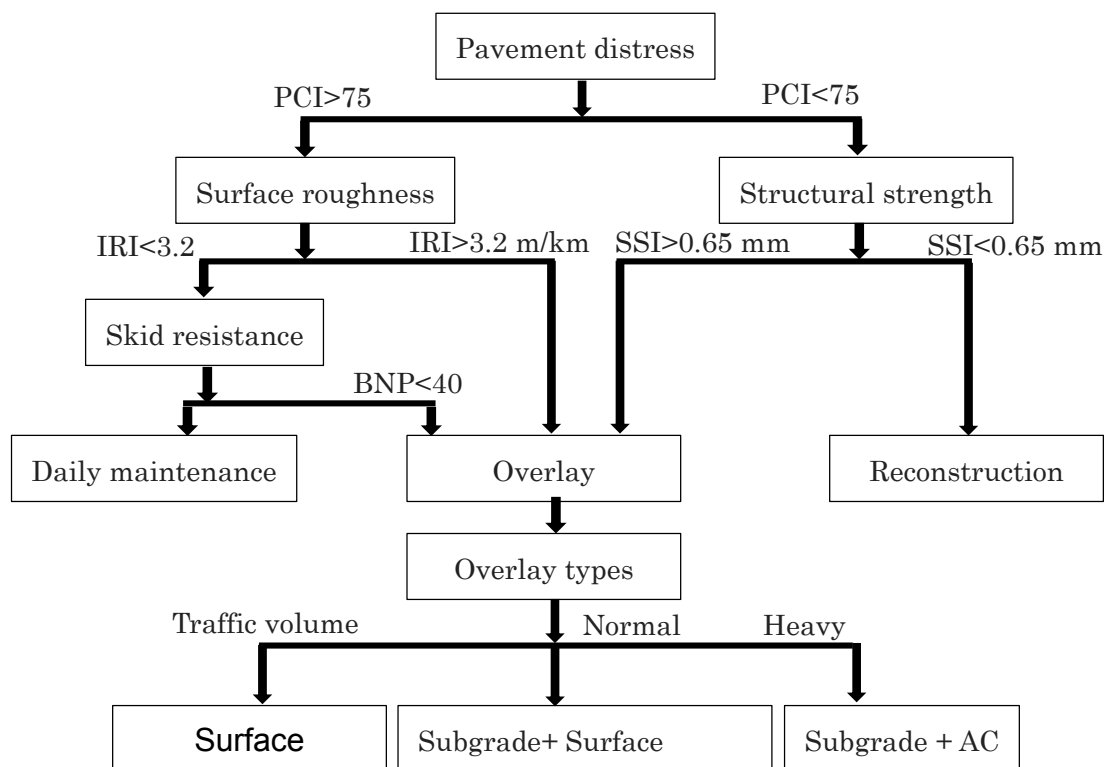 Pavement distress
PCI>75
PCI<75
Surface roughness
Structural strength
IRI<3.2
IRI>3.2 m/km
SSI>0.65 mm
SSI<0.65 mm
Skid resistance
BNP<40
Daily maintenance
Overlay
Reconstruction
Overlay types
Traffic volume
Normal
Heavy
Surface
Subgrade+ Surface
Subgrade + AC